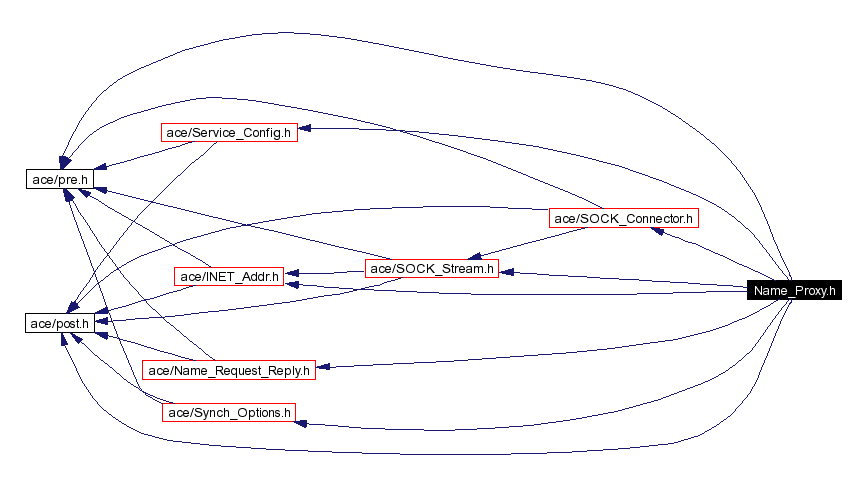 ace/Service_Config.h
ace/pre.h
ace/SOCK_Connector.h
ace/SOCK_Stream.h
ace/INET_Addr.h
Name_Proxy.h
ace/post.h
ace/Name_Request_Reply.h
ace/Synch_Options.h